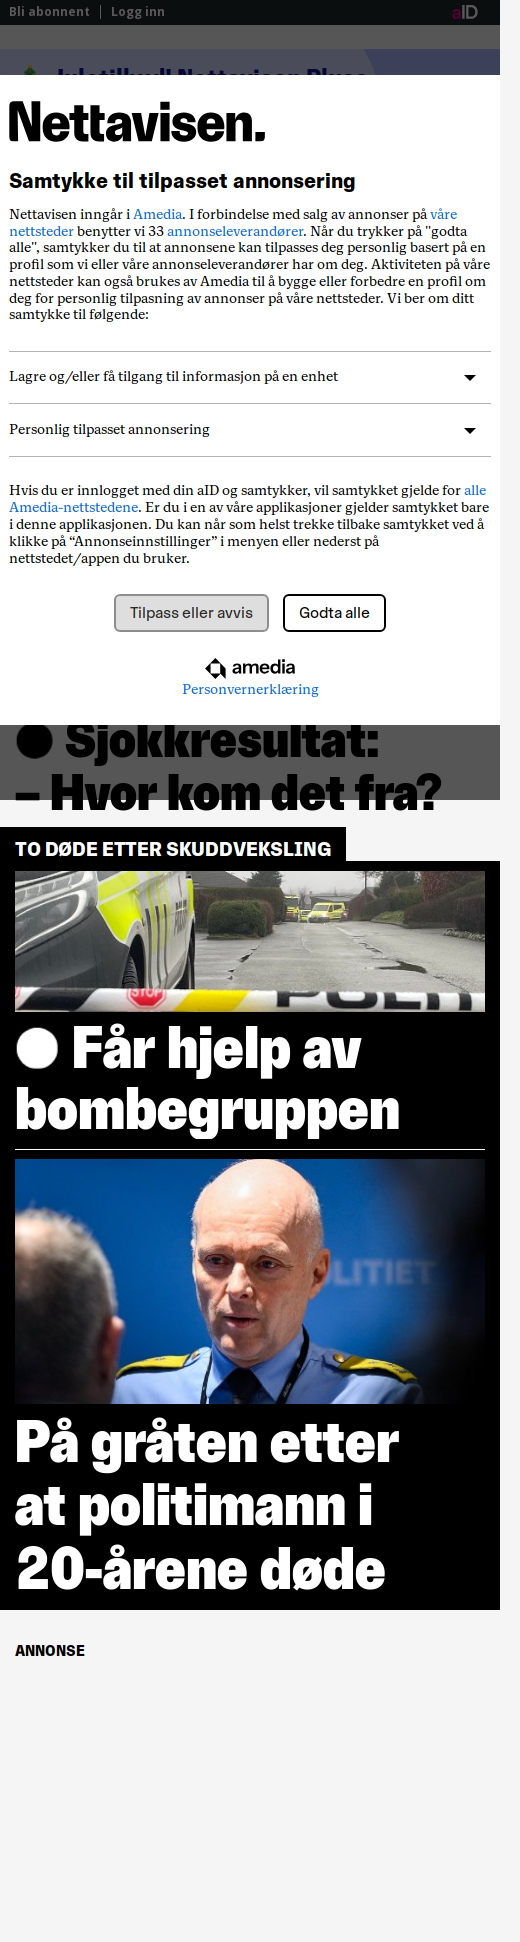 Bli abonnent | Logg inn
aID
Juletilbud! Nettavisen Pluss
Nettavisen.
Samtykke til tilpasset annonsering
Nettavisen inngår i Amedia. I forbindelse med salg av annonser på våre
nettsteder benytter vi 33 annonseleverandører. Når du trykker på "godta
alle", samtykker du til at annonsene kan tilpasses deg personlig basert på en
profil som vi eller våre annonseleverandører har om deg. Aktiviteten på våre
nettsteder kan også brukes av Amedia til å bygge eller forbedre en profil om
deg for personlig tilpasning av annonser på våre nettsteder. Vi ber om ditt
samtykke til følgende:
Lagre og/eller få tilgang til informasjon på en enhet
Personlig tilpasset annonsering
Hvis du er innlogget med din aID og samtykker, vil samtykket gjelde for alle
Amedia-nettstedene. Er du i en av våre applikasjoner gjelder samtykket bare
i denne applikasjonen. Du kan når som helst trekke tilbake samtykket ved å
klikke på “Annonseinnstillinger” i menyen eller nederst på
nettstedet/appen du bruker.
Tilpass eller avvis
Godta alle
amedia
Personvernerklæring
Sjokkresultat:
– Hvor kom det fra?
TO DØDE ETTER SKUDDVEKSLING
STOP
POLITI
Får hjelp av
bombegruppen
OLITIET
På gråten etter
at politimann i
20-årene døde
ANNONSE